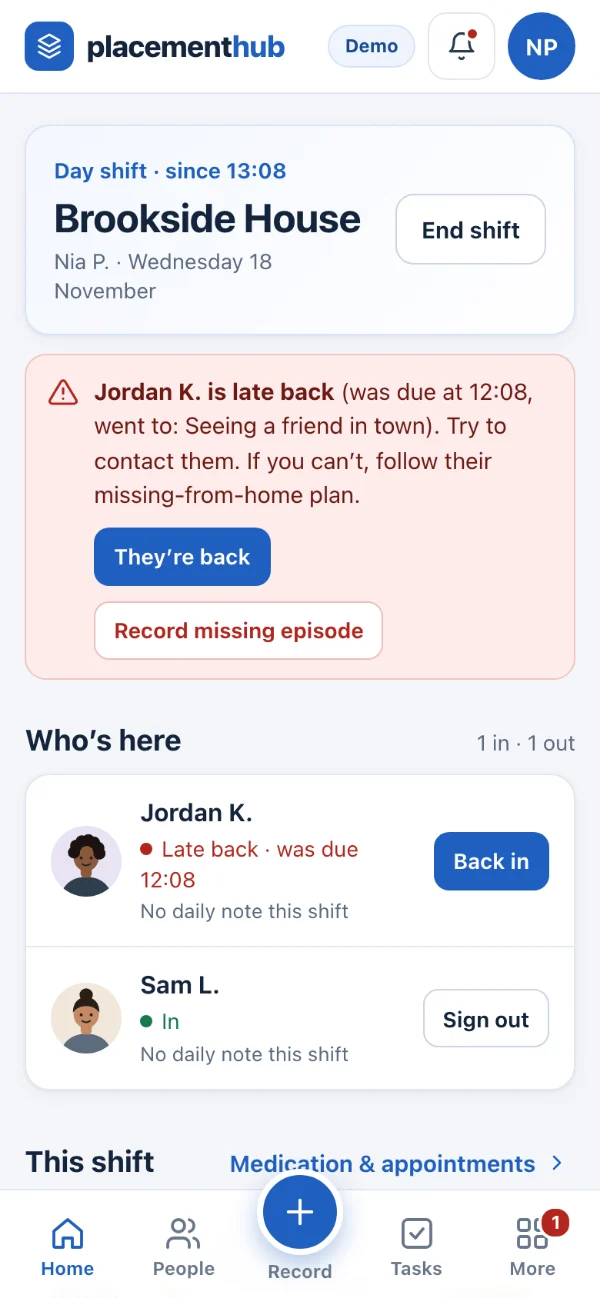 placementhub
Demo
NP
Day shift · since 13:08
Brookside House
Nia P. · Wednesday 18
November
End shift
Jordan K. is late back (was due at 12:08,
went to: Seeing a friend in town). Try to
contact them. If you can’t, follow their
missing-from-home plan.
They’re back
Record missing episode
Who’s here
1 in · 1 out
Jordan K.
Late back · was due
12:08
No daily note this shift
Back in
Sam L.
In
No daily note this shift
Sign out
This shift
Medication & appointments
Home
People
Record
Tasks
1
More